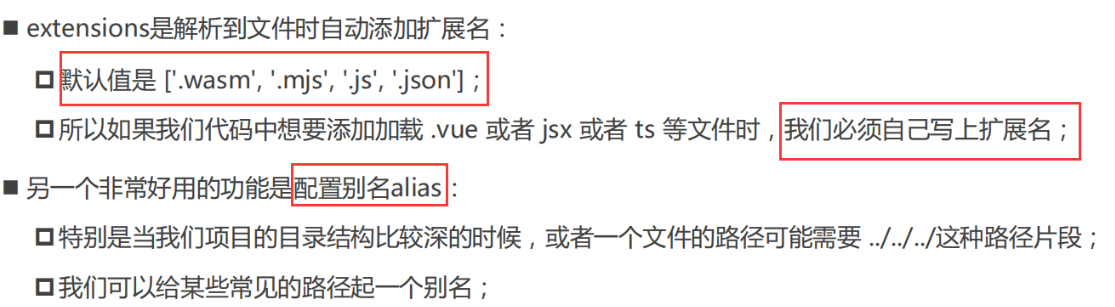 ■ extensions是解析到文件时自动添加扩展名：
默认值是 ['.wasm', '.mjs', '.js', '.json']；
所以如果我们代码中想要添加加载 .vue 或者 jsx 或者 ts 等文件时，我们必须自己写上扩展名；
■ 另一个非常好用的功能是配置别名alias：
特别是当我们项目的目录结构比较深的时候，或者一个文件的路径可能需要 ../../../这种路径片段；
我们可以给某些常见的路径起一个别名；